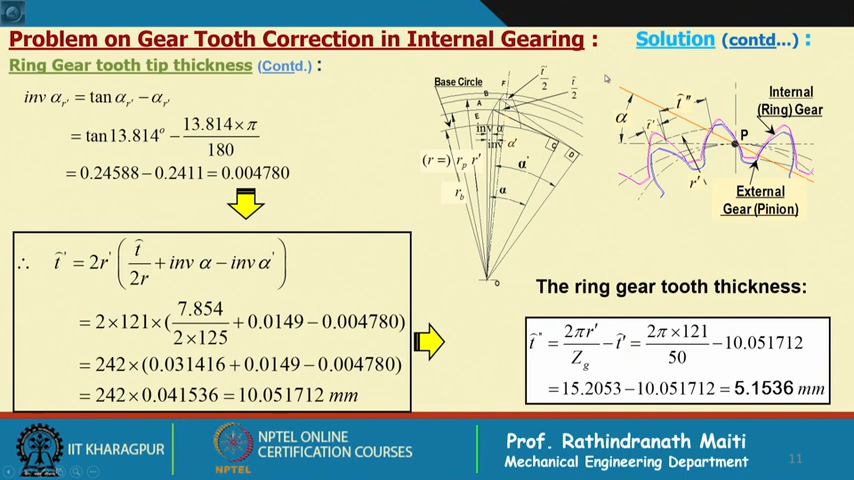 Problem on Gear Tooth Correction in Internal Gearing :
Solution (contd...) :
Ring Gear tooth tip thickness (Contd.) :
inv α_r' = tan α_r' − α_r'
= tan13.814° − 13.814×π / 180
= 0.24588 − 0.2411 = 0.004780
∴ t̂' = 2r' ( t̂ / 2r + inv α − inv α' )
= 2×121×( 7.854 / 2×125 + 0.0149 − 0.004780)
= 242×(0.031416 + 0.0149 − 0.004780)
= 242×0.041536 = 10.051712 mm
Base Circle
F
t̂ / 2
t̂ / 2
B
A
E
inv α
inv α'
(r =) r_p r'
C
D
α'
α
r_b
O
Internal
(Ring) Gear
t̂''
t̂'
α
P
r'
External
Gear (Pinion)
The ring gear tooth thickness:
t̂'' = 2πr' / Z_g − t̂' = 2π×121 / 50 − 10.051712
= 15.2053 − 10.051712 = 5.1536 mm
IIT KHARAGPUR
NPTEL
NPTEL ONLINE
CERTIFICATION COURSES
Prof. Rathindranath Maiti
Mechanical Engineering Department
11